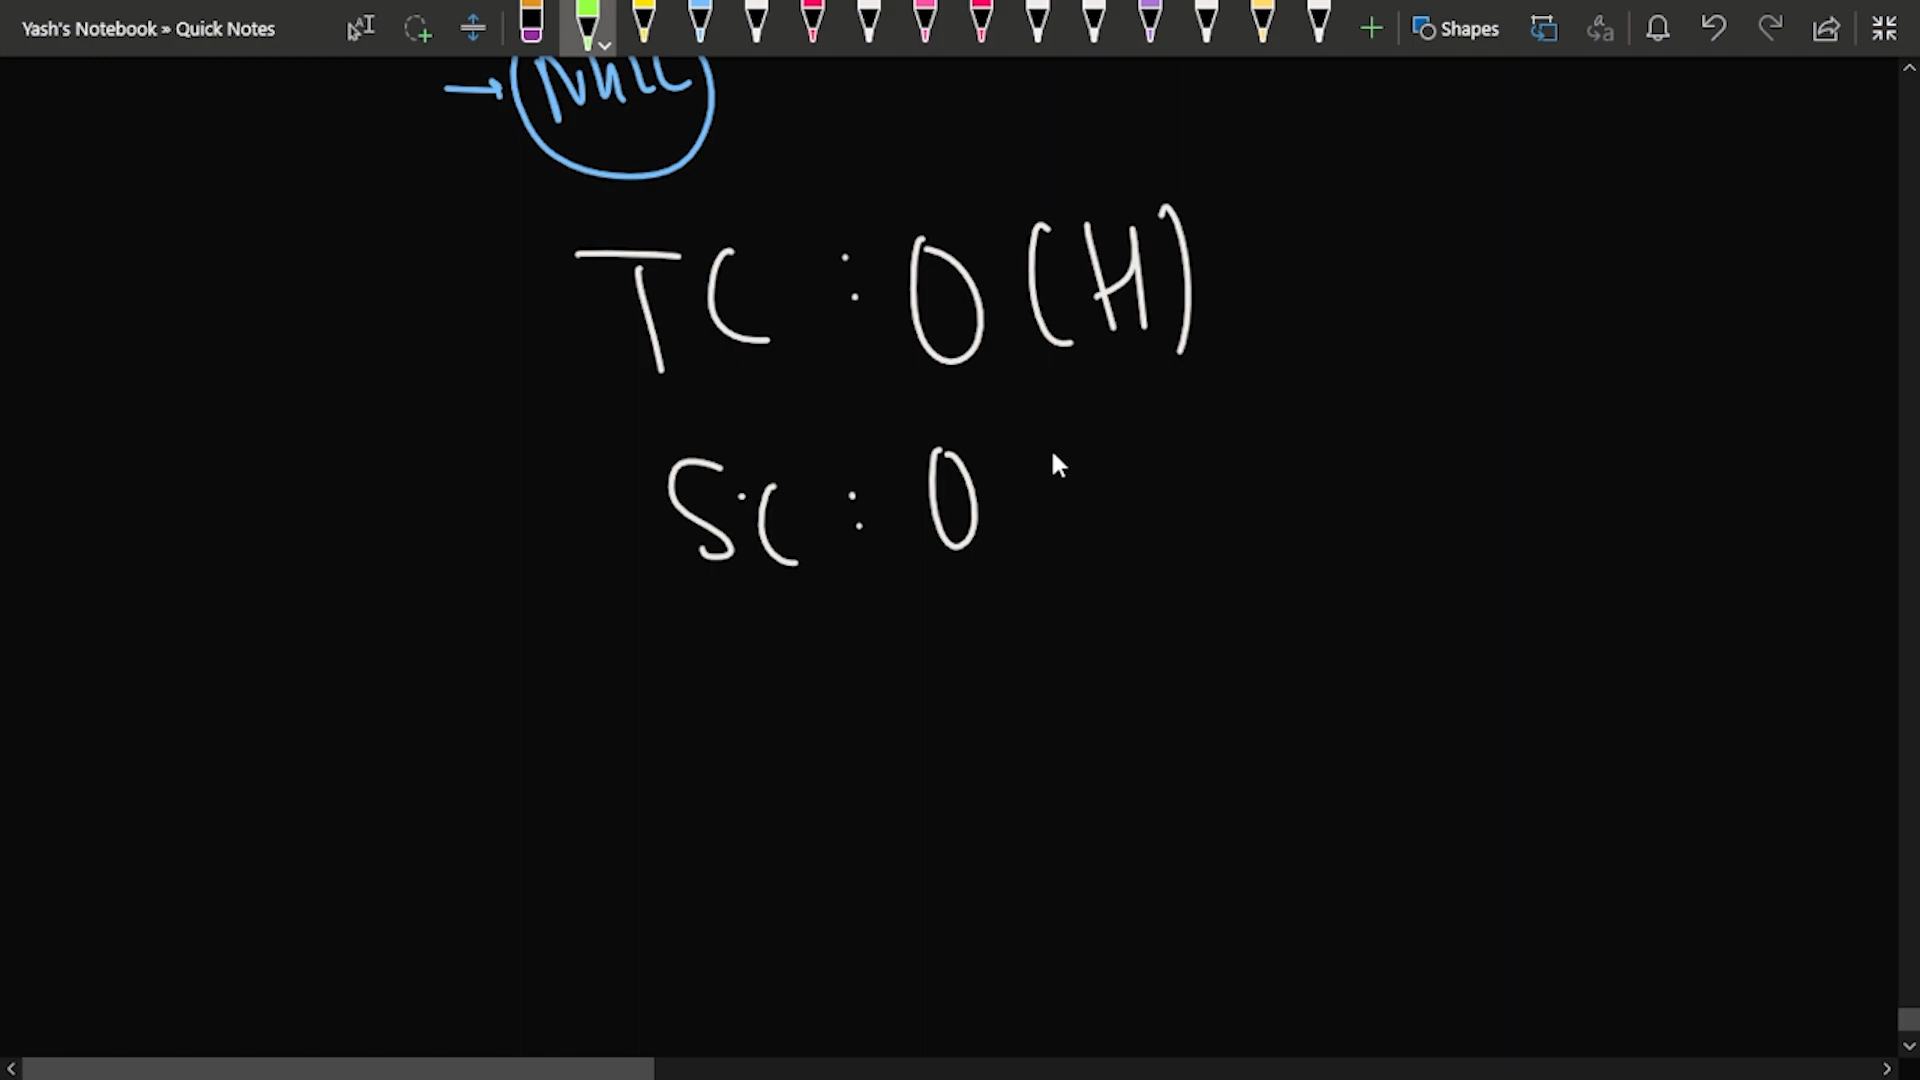 Yash's Notebook » Quick Notes
Shapes
TC : O (H)
SC : O